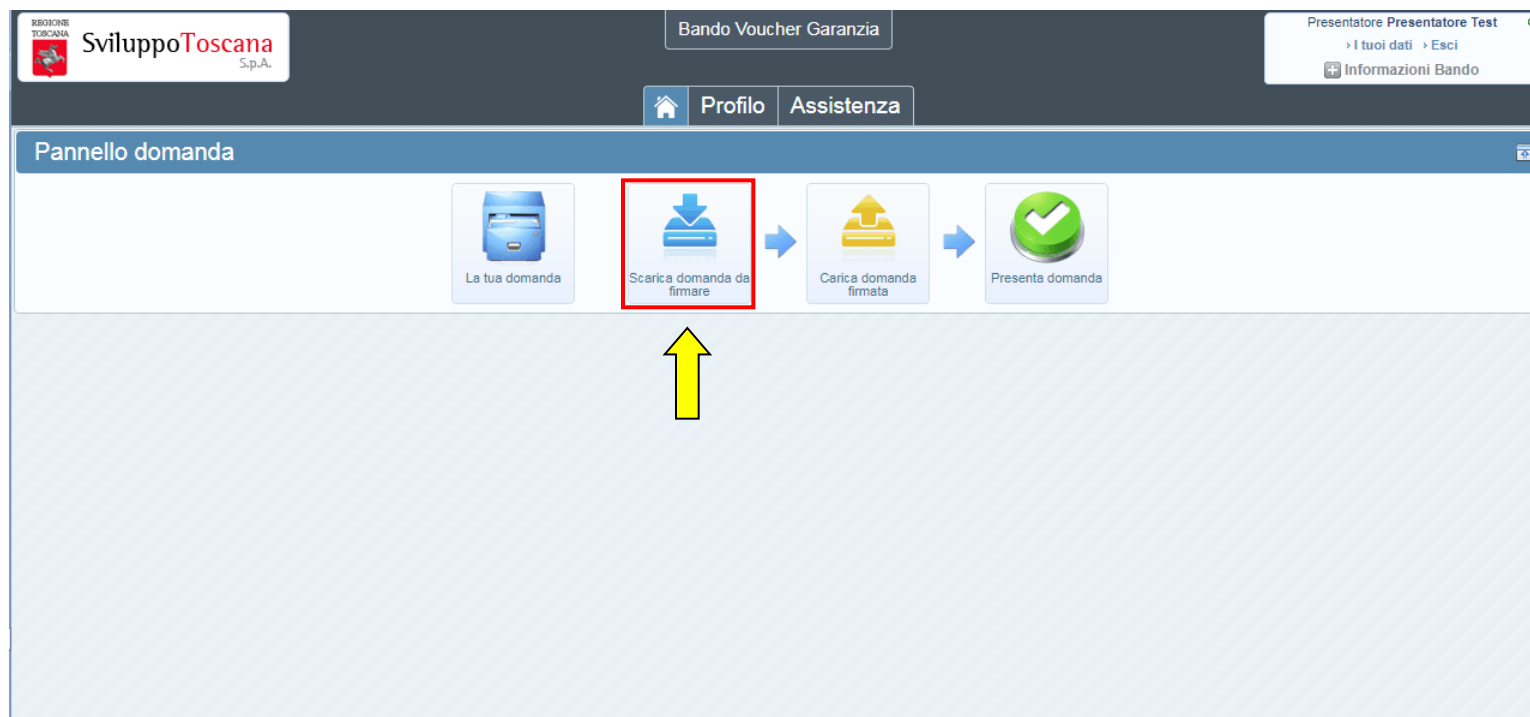 REGIONE
TOSCANA
SviluppoToscana
S.p.A.
Bando Voucher Garanzia
Presentatore Presentatore Test
› I tuoi dati › Esci
Informazioni Bando
Profilo
Assistenza
Pannello domanda
La tua domanda
Scarica domanda da
firmare
Carica domanda
firmata
Presenta domanda